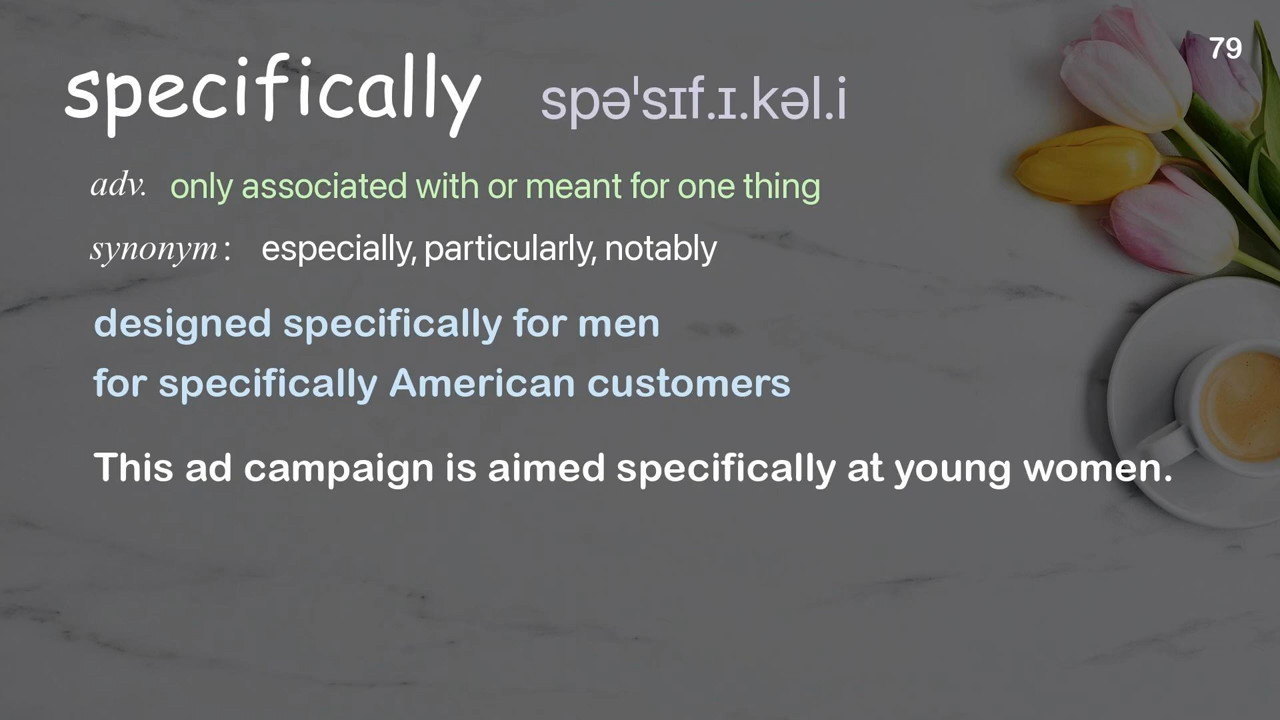 79
specifically spəˈsɪf.ɪ.kəl.i
adv. only associated with or meant for one thing
synonym: especially, particularly, notably
designed specifically for men
for specifically American customers
This ad campaign is aimed specifically at young women.